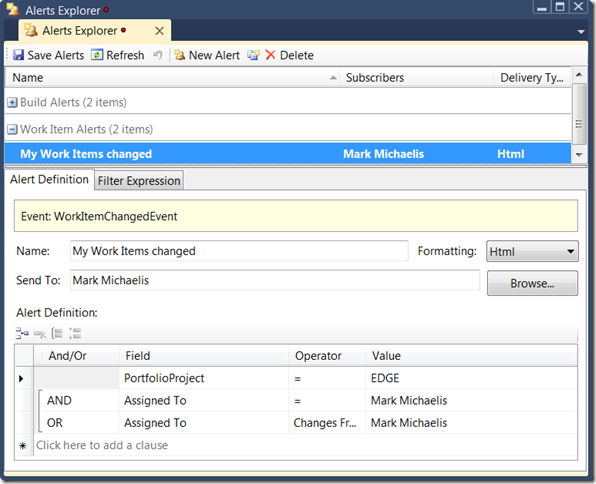 Alerts Explorer
Alerts Explorer
Save Alerts Refresh New Alert Delete
Name Subscribers Delivery Ty...
Build Alerts (2 items)
Work Item Alerts (2 items)
My Work Items changed Mark Michaelis Html
Alert Definition Filter Expression
Event: WorkItemChangedEvent
Name: My Work Items changed Formatting: Html
Send To: Mark Michaelis Browse...
Alert Definition:
And/Or Field Operator Value
PortfolioProject = EDGE
AND Assigned To = Mark Michaelis
OR Assigned To Changes Fr... Mark Michaelis
Click here to add a clause